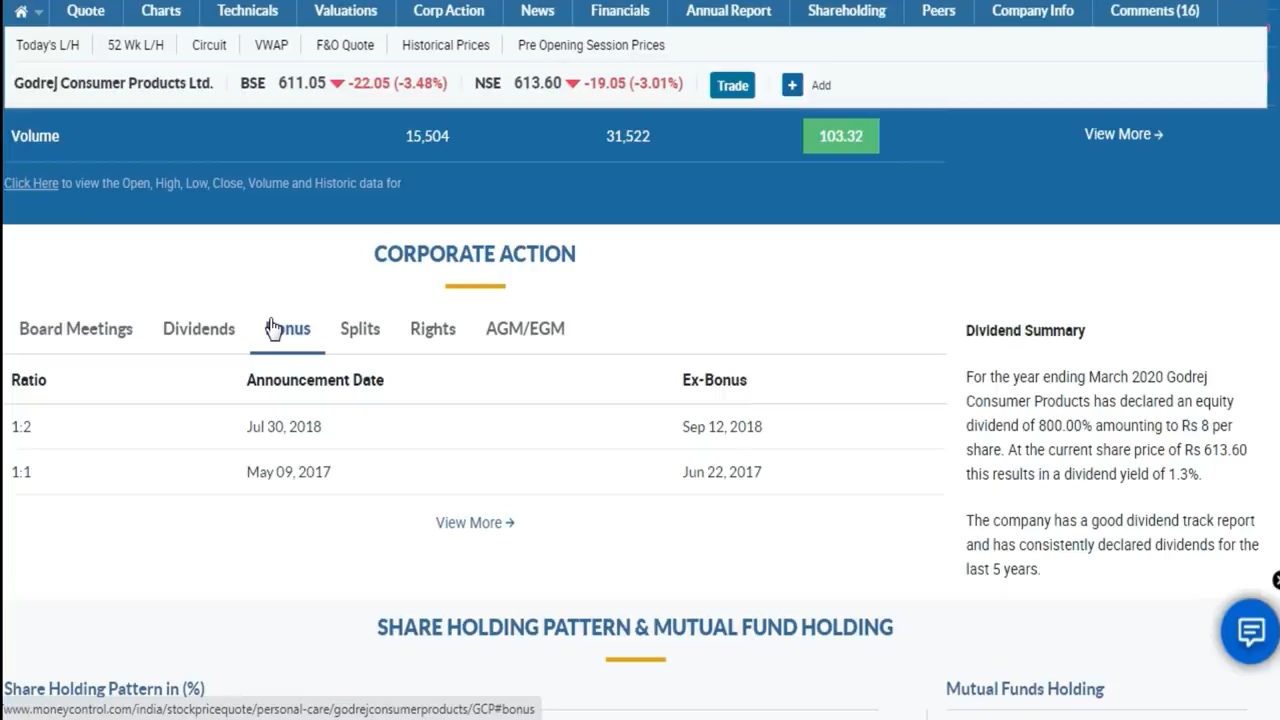 Quote Charts Technicals Valuations Corp Action News Financials Annual Report Shareholding Peers Company Info Comments (16)
Today's L/H 52 Wk L/H Circuit VWAP F&O Quote Historical Prices Pre Opening Session Prices
Godrej Consumer Products Ltd. BSE 611.05 -22.05 (-3.48%) NSE 613.60 -19.05 (-3.01%) Trade + Add
Volume 15,504 31,522 103.32 View More →
Click Here to view the Open, High, Low, Close, Volume and Historic data for
CORPORATE ACTION
Board Meetings Dividends Bonus Splits Rights AGM/EGM
Ratio Announcement Date Ex-Bonus
1:2 Jul 30, 2018 Sep 12, 2018
1:1 May 09, 2017 Jun 22, 2017
View More →
Dividend Summary
For the year ending March 2020 Godrej
Consumer Products has declared an equity
dividend of 800.00% amounting to Rs 8 per
share. At the current share price of Rs 613.60
this results in a dividend yield of 1.3%.
The company has a good dividend track report
and has consistently declared dividends for the
last 5 years.
SHARE HOLDING PATTERN & MUTUAL FUND HOLDING
Share Holding Pattern in (%) Mutual Funds Holding
www.moneycontrol.com/india/stockpricequote/personal-care/godrejconsumerproducts/GCP#bonus